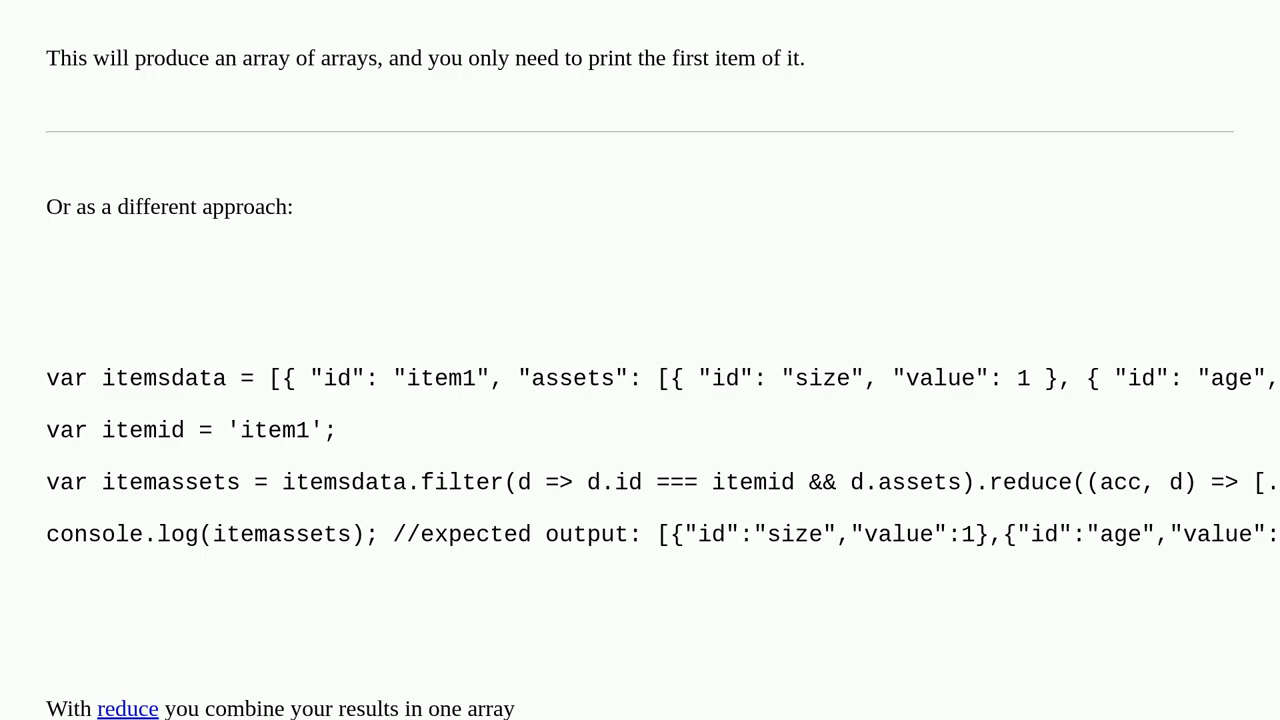 This will produce an array of arrays, and you only need to print the first item of it.
Or as a different approach:
var itemsdata = [{ "id": "item1", "assets": [{ "id": "size", "value": 1 }, { "id": "age",
var itemid = 'item1';
var itemassets = itemsdata.filter(d => d.id === itemid && d.assets).reduce((acc, d) => [.
console.log(itemassets); //expected output: [{"id":"size","value":1},{"id":"age","value":
With reduce you combine your results in one array